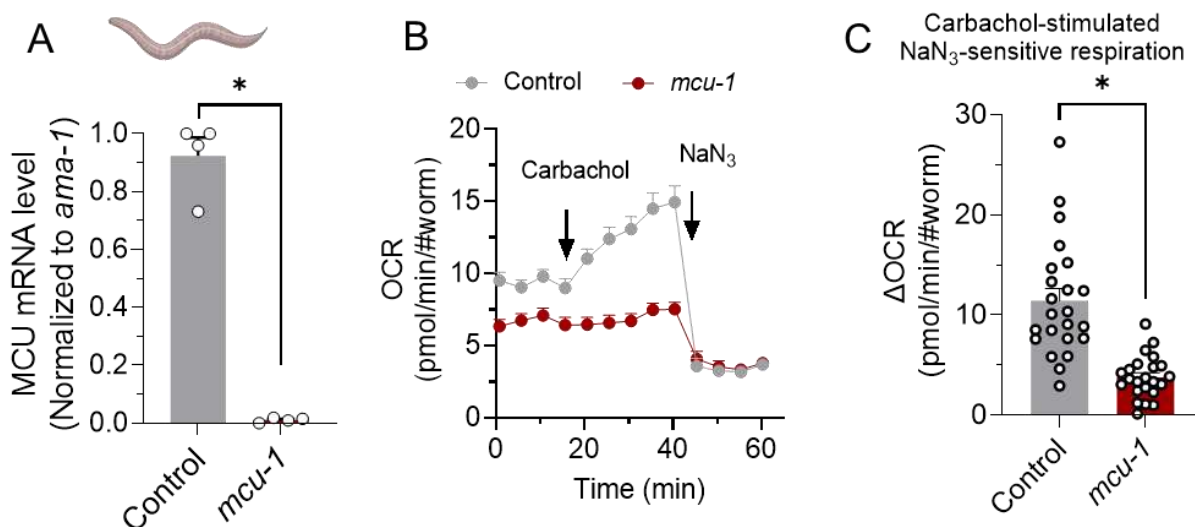 A
*
MCU mRNA level
(Normalized to ama-1)
1.0
0.8
0.6
0.4
0.2
0.0
Control
mcu-1
B
Control
mcu-1
OCR
(pmol/min/#worm)
20
15
10
5
0
Carbachol
NaN₃
0
20
40
60
Time (min)
C
Carbachol-stimulated
NaN₃-sensitive respiration
*
ΔOCR
(pmol/min/#worm)
30
20
10
0
Control
mcu-1